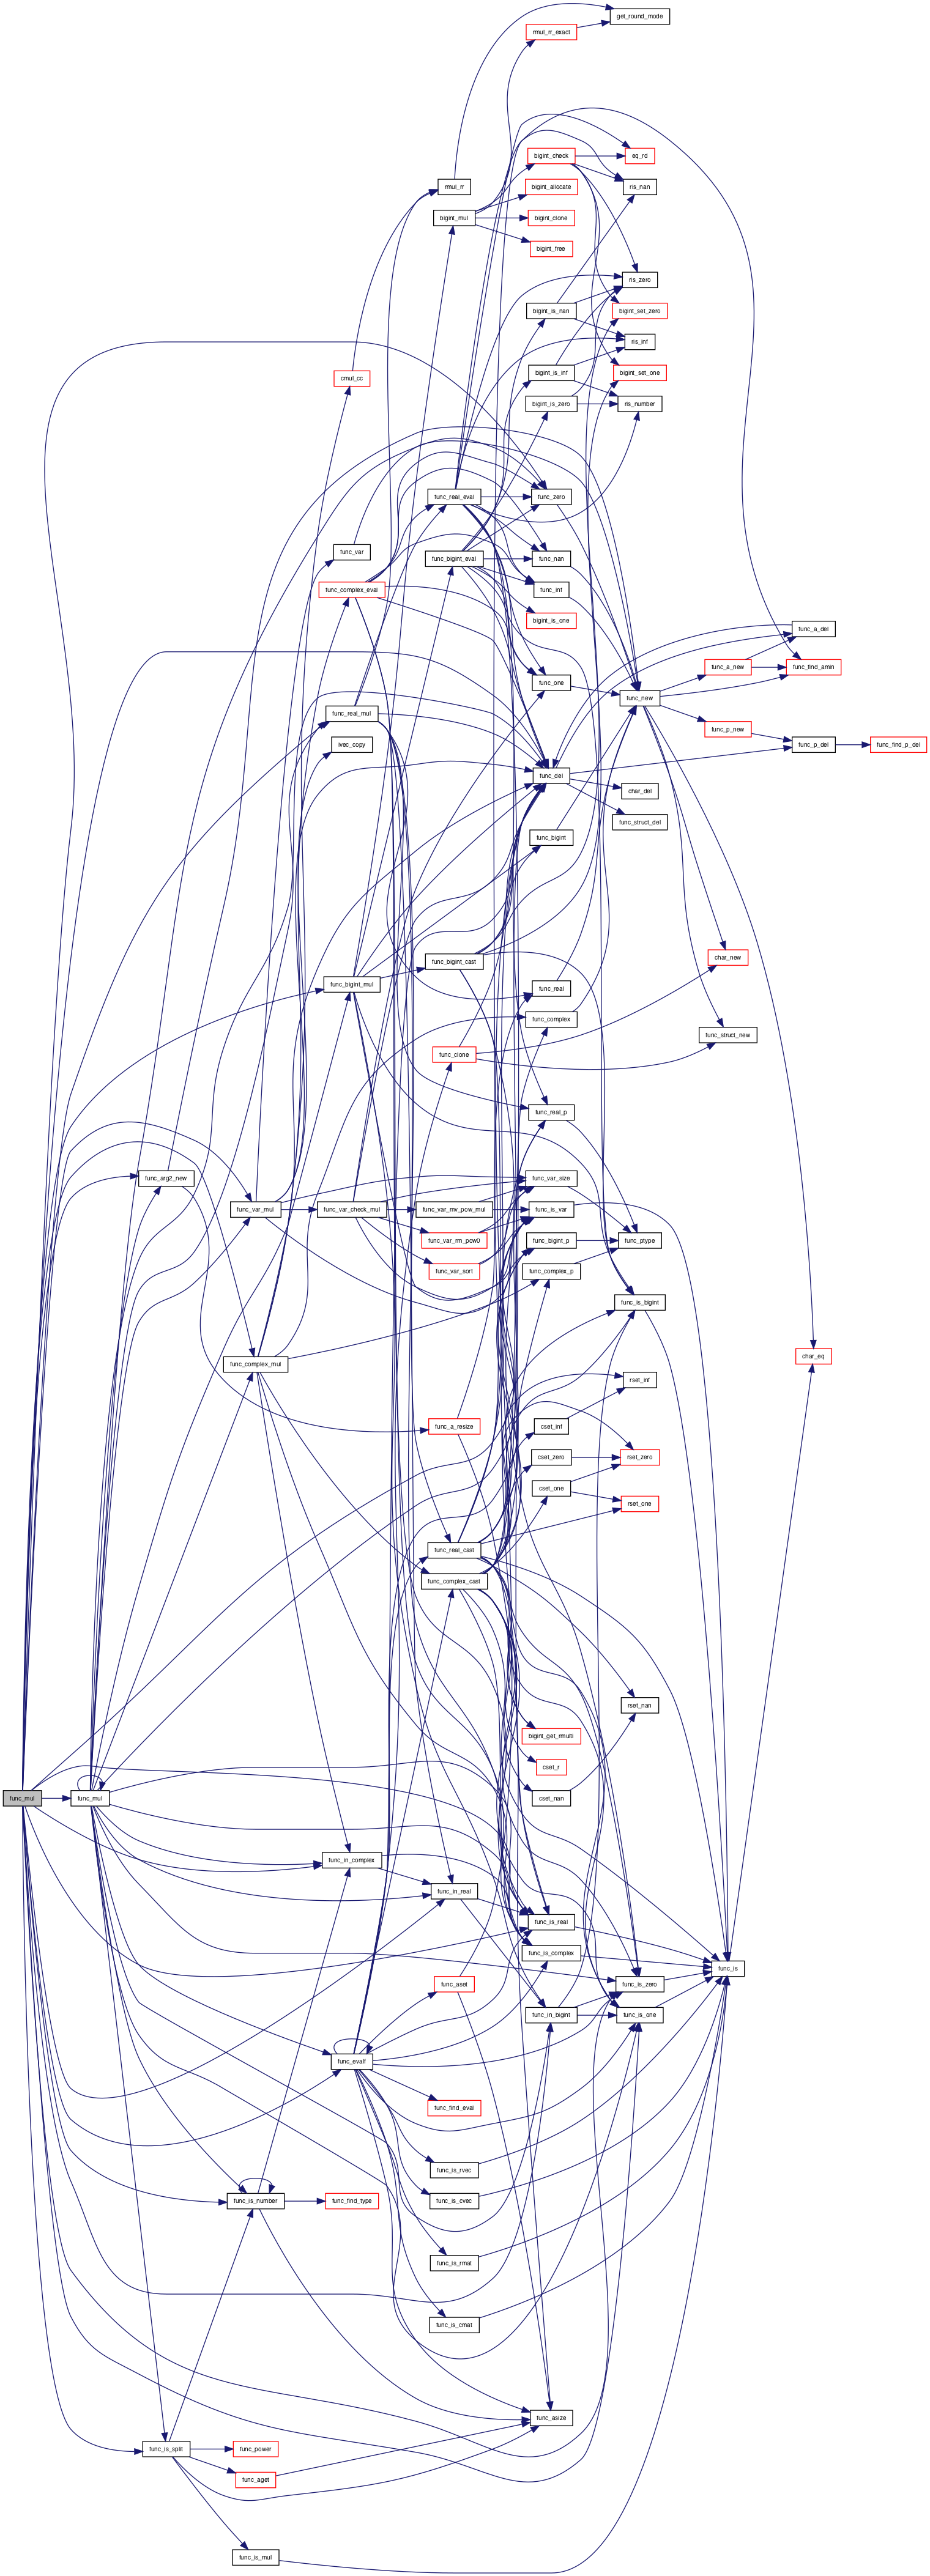 get_round_mode
rmul_rr_exact
bigint_check
eq_rd
rmul_rr
bigint_allocate
ris_nan
bigint_mul
bigint_clone
bigint_free
ris_zero
bigint_is_nan
bigint_set_zero
ris_inf
bigint_is_inf
bigint_set_one
cmul_cc
bigint_is_zero
ris_number
func_real_eval
func_zero
func_var
func_bigint_eval
func_nan
func_complex_eval
func_inf
bigint_is_one
func_a_del
func_a_new
func_find_amin
func_one
func_new
func_real_mul
func_p_new
ivec_copy
func_p_del
func_find_p_del
func_del
char_del
func_struct_del
func_bigint
func_bigint_cast
char_new
func_bigint_mul
func_real
func_complex
func_struct_new
func_clone
func_real_p
func_arg2_new
func_var_size
func_var_mul
func_var_check_mul
func_var_mv_pow_mul
func_is_var
func_var_rm_pow0
func_bigint_p
func_ptype
func_var_sort
func_complex_p
func_is_bigint
char_eq
func_complex_mul
rset_inf
func_a_resize
cset_inf
cset_zero
rset_zero
cset_one
rset_one
func_real_cast
func_complex_cast
rset_nan
bigint_get_rmulti
cset_r
func_mul
func_mul
cset_nan
func_in_complex
func_in_real
func_is_real
func_is_complex
func_is
func_aset
func_is_zero
func_in_bigint
func_is_one
func_evalf
func_find_eval
func_is_rvec
func_is_number
func_find_type
func_is_cvec
func_is_rmat
func_is_cmat
func_asize
func_is_split
func_power
func_aget
func_is_mul